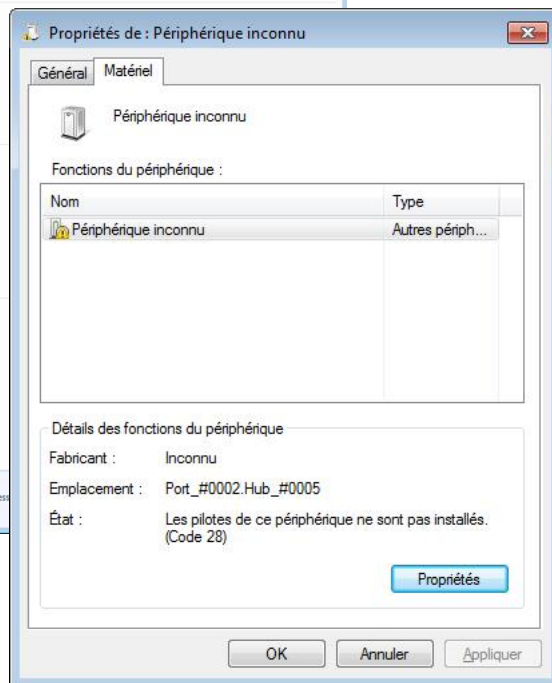 Propriétés de : Périphérique inconnu
Général Matériel
Périphérique inconnu
Fonctions du périphérique :
Nom Type
Périphérique inconnu Autres périph...
Détails des fonctions du périphérique
Fabricant : Inconnu
Emplacement : Port_#0002.Hub_#0005
État : Les pilotes de ce périphérique ne sont pas installés.
(Code 28)
Propriétés
OK Annuler Appliquer